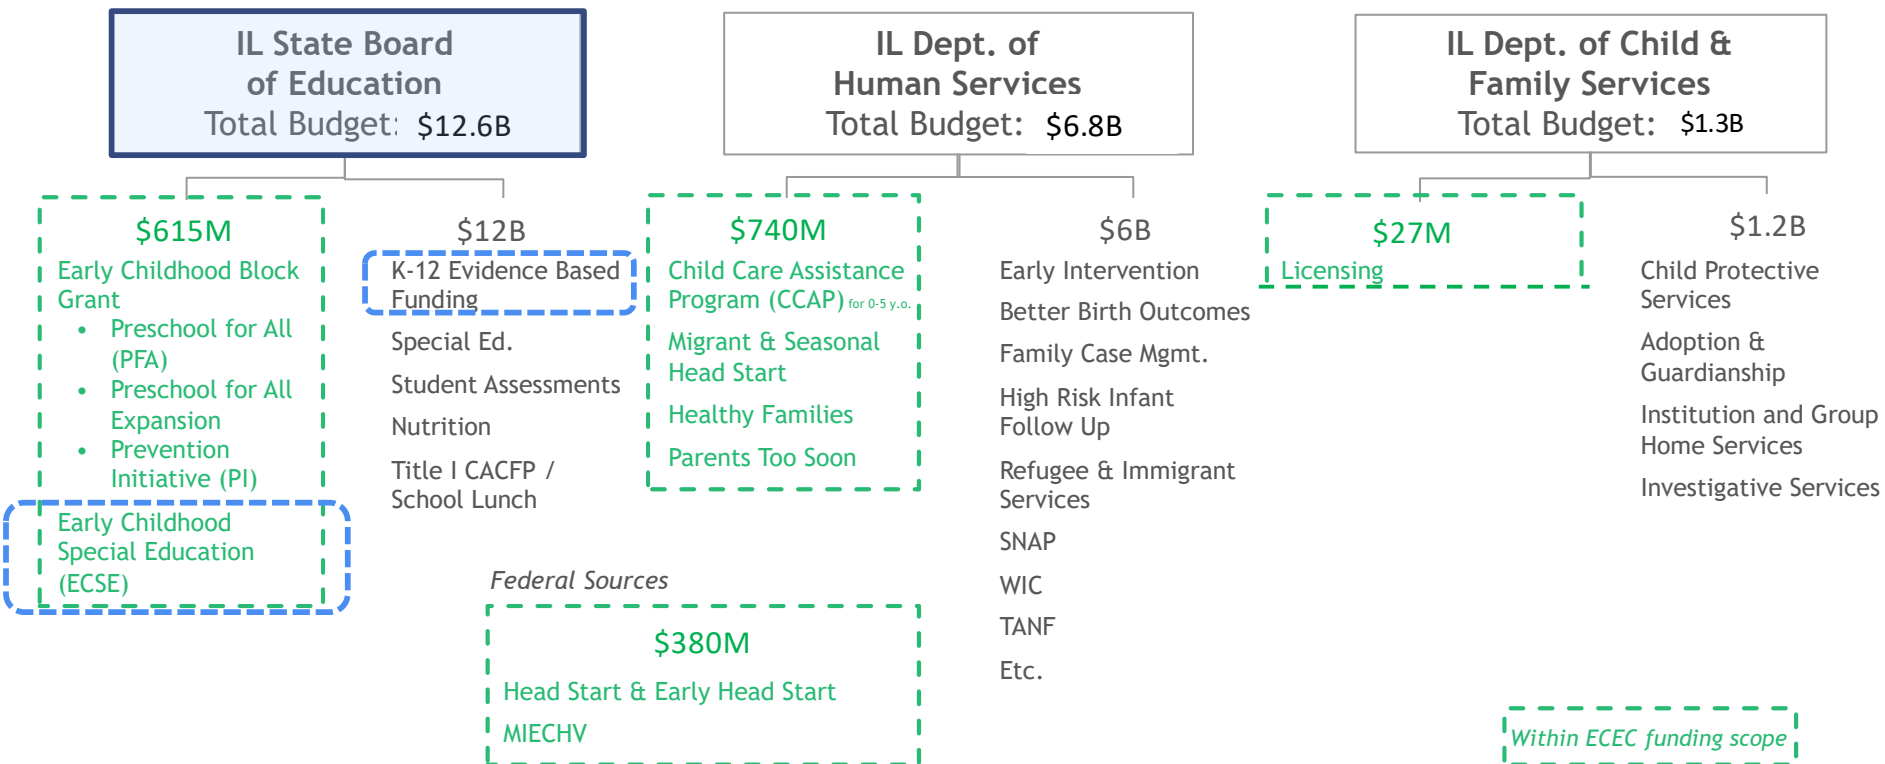 IL State Board
of Education
Total Budget: $12.6B
$615M
Early Childhood Block
Grant
• Preschool for All
(PFA)
• Preschool for All
Expansion
• Prevention
Initiative (PI)
Early Childhood
Special Education
(ECSE)
$12B
K-12 Evidence Based
Funding
Special Ed.
Student Assessments
Nutrition
Title I CACFP /
School Lunch
IL Dept. of
Human Services
Total Budget: $6.8B
$740M
Child Care Assistance
Program (CCAP) for 0-5 y.o.
Migrant & Seasonal
Head Start
Healthy Families
Parents Too Soon
$6B
Early Intervention
Better Birth Outcomes
Family Case Mgmt.
High Risk Infant
Follow Up
Refugee & Immigrant
Services
SNAP
WIC
TANF
Etc.
IL Dept. of Child &
Family Services
Total Budget: $1.3B
$27M
Licensing
$1.2B
Child Protective
Services
Adoption &
Guardianship
Institution and Group
Home Services
Investigative Services
Federal Sources
$380M
Head Start & Early Head Start
MIECHV
Within ECEC funding scope